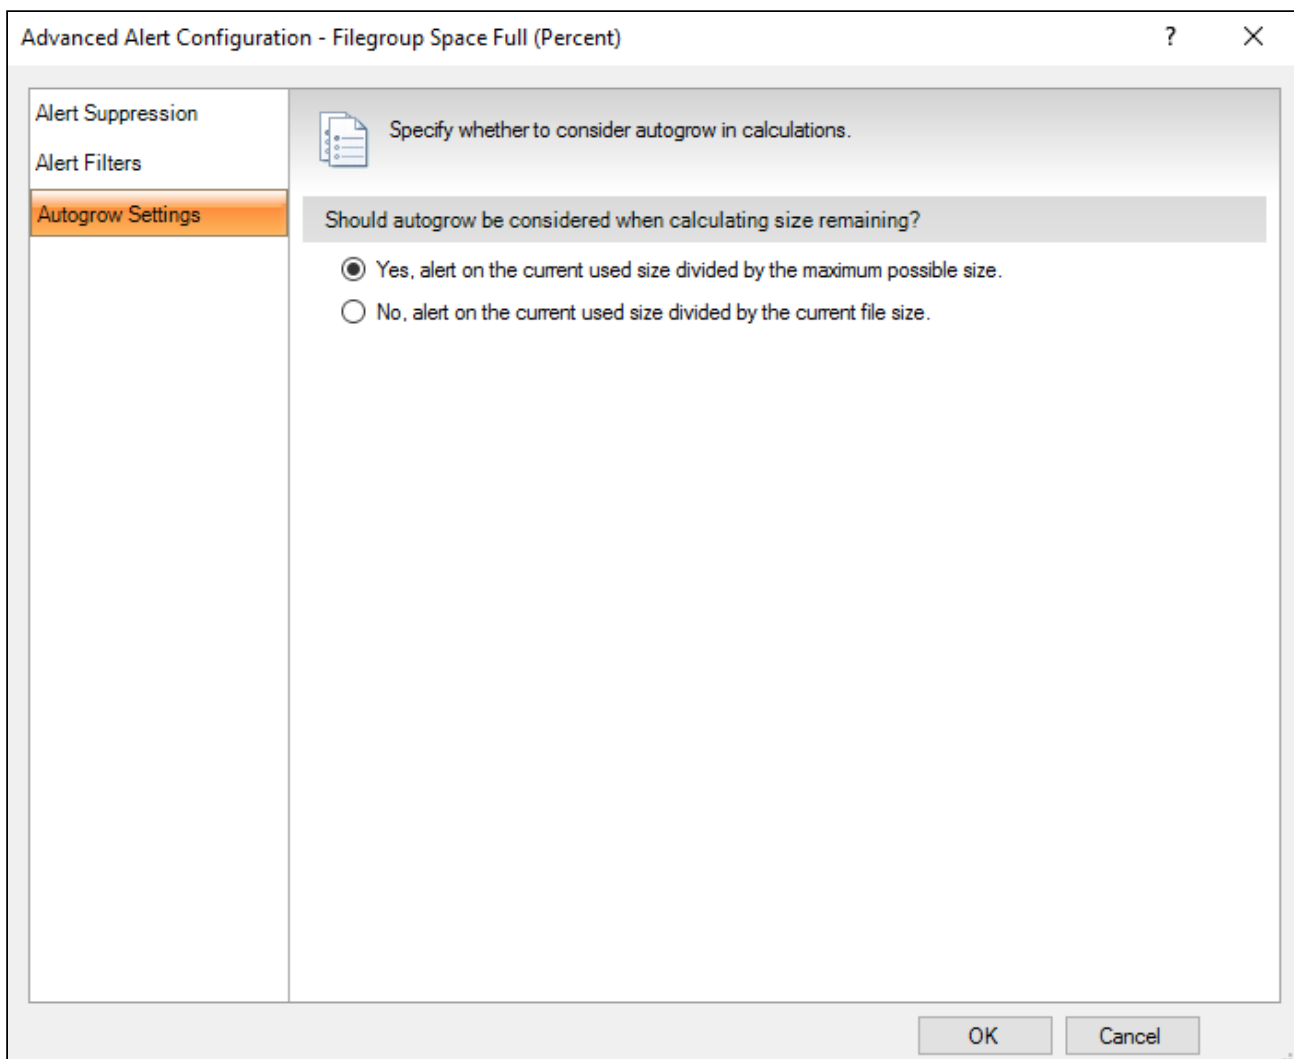 Advanced Alert Configuration - Filegroup Space Full (Percent)
?
Alert Suppression
Alert Filters
Autogrow Settings
Specify whether to consider autogrow in calculations.
Should autogrow be considered when calculating size remaining?
Yes, alert on the current used size divided by the maximum possible size.
No, alert on the current used size divided by the current file size.
OK
Cancel